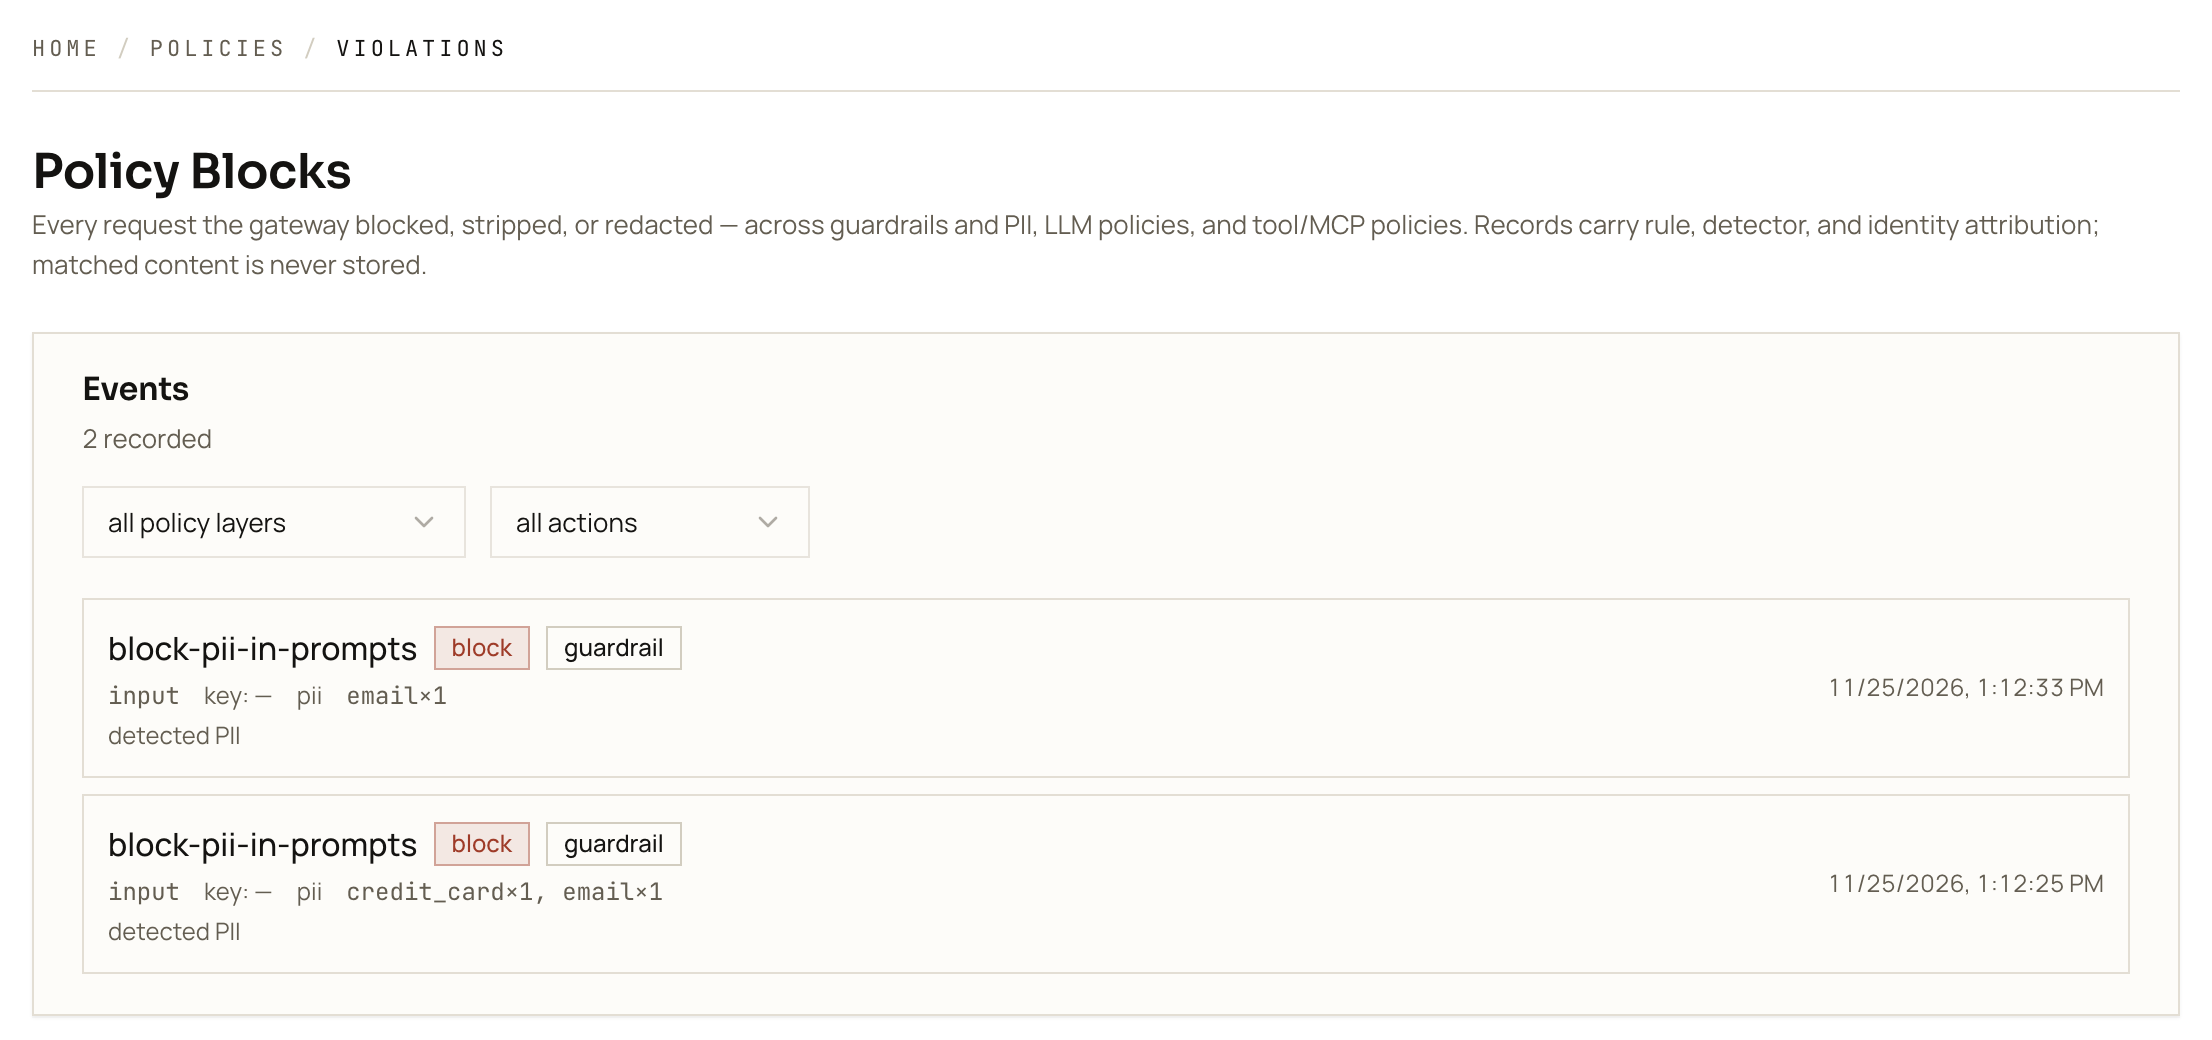 HOME / POLICIES / VIOLATIONS
Policy Blocks
Every request the gateway blocked, stripped, or redacted — across guardrails and PII, LLM policies, and tool/MCP policies. Records carry rule, detector, and identity attribution;
matched content is never stored.
Events
2 recorded
all policy layers all actions
block-pii-in-prompts block guardrail
input key: — pii email×1
11/25/2026, 1:12:33 PM
detected PII
block-pii-in-prompts block guardrail
input key: — pii credit_card×1, email×1
11/25/2026, 1:12:25 PM
detected PII